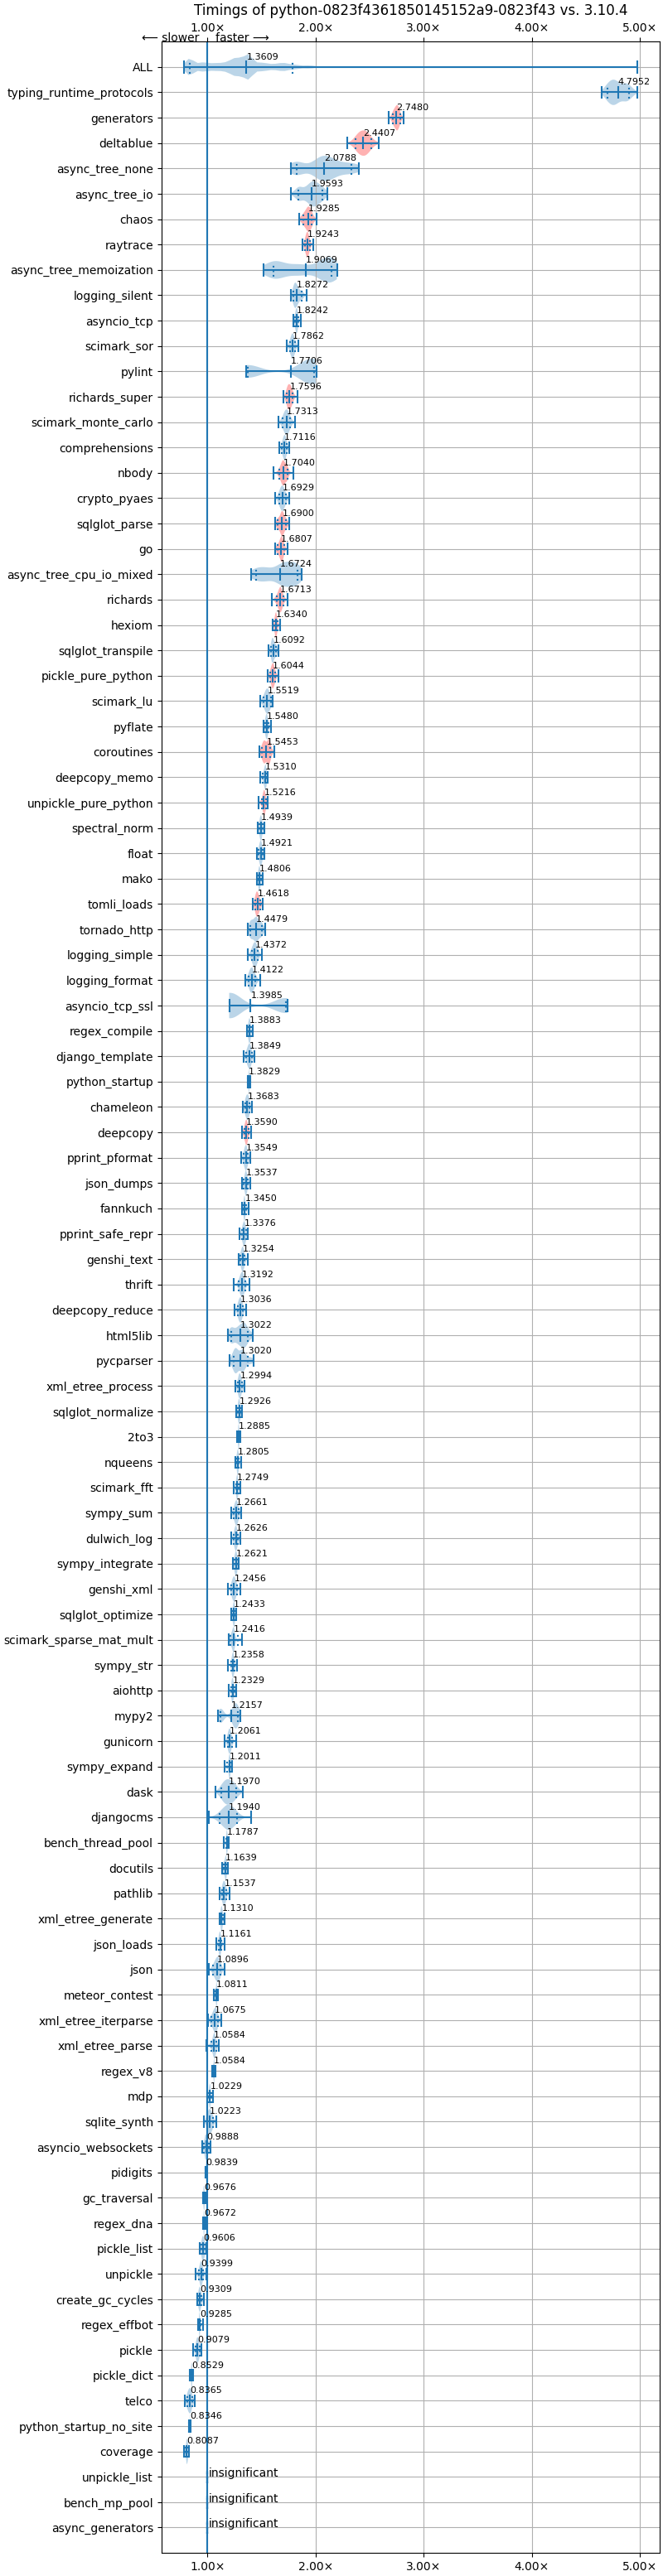 Timings of python-0823f4361850145152a9-0823f43 vs. 3.10.4
1.00× 2.00× 3.00× 4.00× 5.00×
⟵ slower faster ⟶
ALL 1.3609
typing_runtime_protocols 4.7952
generators 2.7480
deltablue 2.4407
async_tree_none 2.0788
async_tree_io 1.9593
chaos 1.9285
raytrace 1.9243
async_tree_memoization 1.9069
logging_silent 1.8272
asyncio_tcp 1.8242
scimark_sor 1.7862
pylint 1.7706
richards_super 1.7596
scimark_monte_carlo 1.7313
comprehensions 1.7116
nbody 1.7040
crypto_pyaes 1.6929
sqlglot_parse 1.6900
go 1.6807
async_tree_cpu_io_mixed 1.6724
richards 1.6713
hexiom 1.6340
sqlglot_transpile 1.6092
pickle_pure_python 1.6044
scimark_lu 1.5519
pyflate 1.5480
coroutines 1.5453
deepcopy_memo 1.5310
unpickle_pure_python 1.5216
spectral_norm 1.4939
float 1.4921
mako 1.4806
tomli_loads 1.4618
tornado_http 1.4479
logging_simple 1.4372
logging_format 1.4122
asyncio_tcp_ssl 1.3985
regex_compile 1.3883
django_template 1.3849
python_startup 1.3829
chameleon 1.3683
deepcopy 1.3590
pprint_pformat 1.3549
json_dumps 1.3537
fannkuch 1.3450
pprint_safe_repr 1.3376
genshi_text 1.3254
thrift 1.3192
deepcopy_reduce 1.3036
html5lib 1.3022
pycparser 1.3020
xml_etree_process 1.2994
sqlglot_normalize 1.2926
2to3 1.2885
nqueens 1.2805
scimark_fft 1.2749
sympy_sum 1.2661
dulwich_log 1.2626
sympy_integrate 1.2621
genshi_xml 1.2456
sqlglot_optimize 1.2433
scimark_sparse_mat_mult 1.2416
sympy_str 1.2358
aiohttp 1.2329
mypy2 1.2157
gunicorn 1.2061
sympy_expand 1.2011
dask 1.1970
djangocms 1.1940
bench_thread_pool 1.1787
docutils 1.1639
pathlib 1.1537
xml_etree_generate 1.1310
json_loads 1.1161
json 1.0896
meteor_contest 1.0811
xml_etree_iterparse 1.0675
xml_etree_parse 1.0584
regex_v8 1.0584
mdp 1.0229
sqlite_synth 1.0223
asyncio_websockets 0.9888
pidigits 0.9839
gc_traversal 0.9676
regex_dna 0.9672
pickle_list 0.9606
unpickle 0.9399
create_gc_cycles 0.9309
regex_effbot 0.9285
pickle 0.9079
pickle_dict 0.8529
telco 0.8365
python_startup_no_site 0.8346
coverage 0.8087
unpickle_list insignificant
bench_mp_pool insignificant
async_generators insignificant
1.00× 2.00× 3.00× 4.00× 5.00×